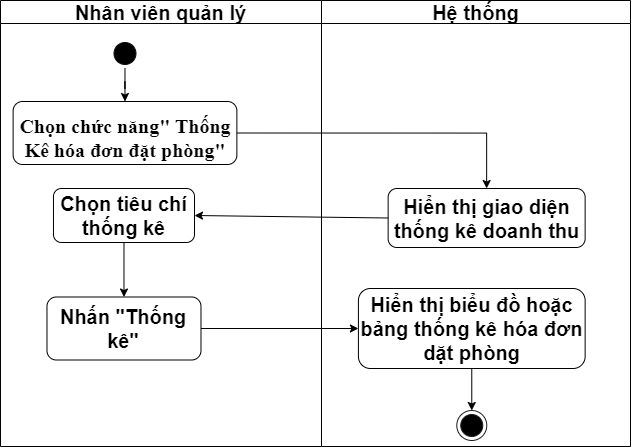 Nhân viên quản lý
Hệ thống
Chọn chức năng" Thống
Kê hóa đơn đặt phòng"
Hiển thị giao diện
thống kê doanh thu
Chọn tiêu chí
thống kê
Nhấn "Thống
kê"
Hiển thị biểu đồ hoặc
bảng thống kê hóa đơn
dặt phòng